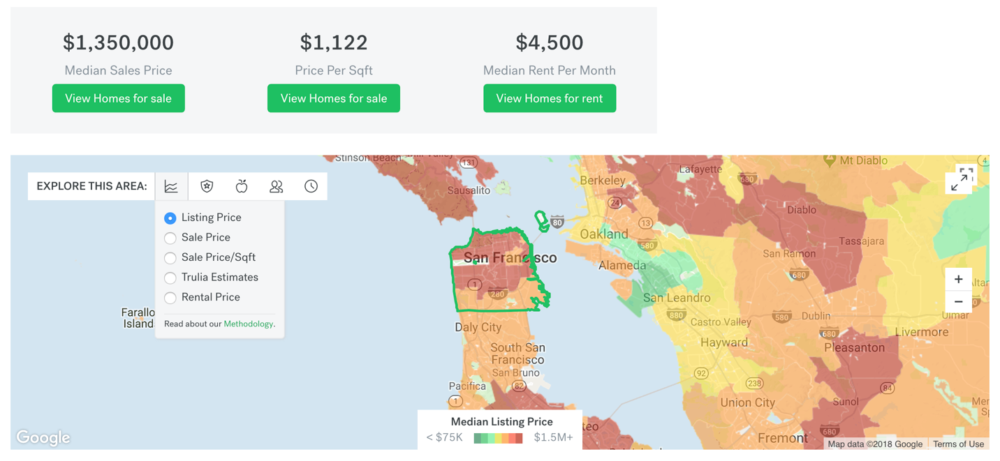 $1,350,000
Median Sales Price
View Homes for sale
$1,122
Price Per Sqft
View Homes for sale
$4,500
Median Rent Per Month
View Homes for rent
EXPLORE THIS AREA:
Listing Price
Sale Price
Sale Price/Sqft
Trulia Estimates
Rental Price
Read about our Methodology.
Stinson Beach
131
Sausalito
Berkeley
24
Lafayette
680
Mt Diablo
4
80
13
Diablo
Oakland
580
Tassajara
San Francisco
San Ramon
Alameda
680
1
280
San Leandro
880
580
Dublin
Castro Valley
Livermore
680
Hayward
Pleasanton
Farallo
Island
Daly City
South San
Francisco
San Bruno
92
238
Pacifica
82
84
1
Union City
Sunol
680
Fremont
Median Listing Price
< $75K
$1.5M+
Google
+
−
Map data ©2018 Google
Terms of Use